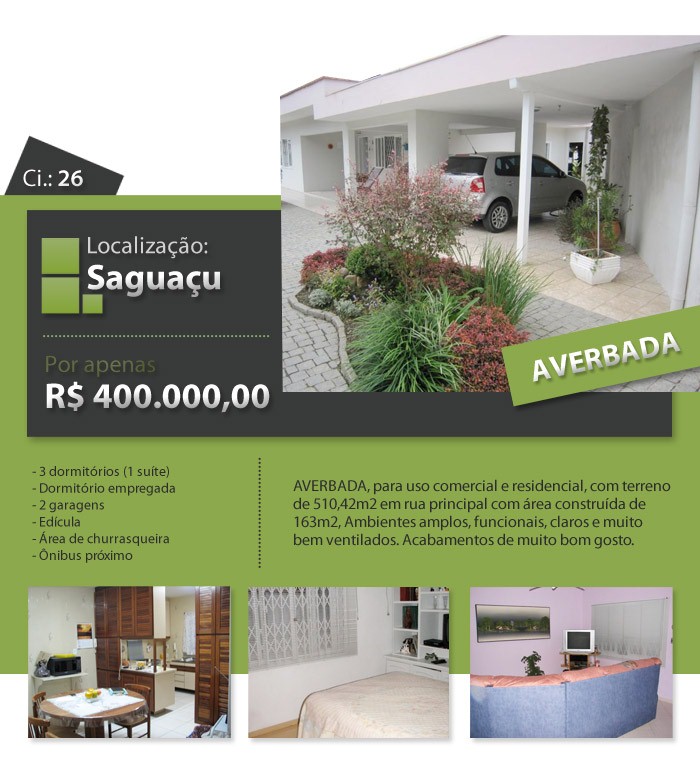 Ci.: 26
Localização:
Saguaçu
Por apenas
R$ 400.000,00
AVERBADA
- 3 dormitórios (1 suíte)
- Dormitório empregada
- 2 garagens
- Edícula
- Área de churrasqueira
- Ônibus próximo
AVERBADA, para uso comercial e residencial, com terreno
de 510,42m2 em rua principal com área construída de
163m2, Ambientes amplos, funcionais, claros e muito
bem ventilados. Acabamentos de muito bom gosto.